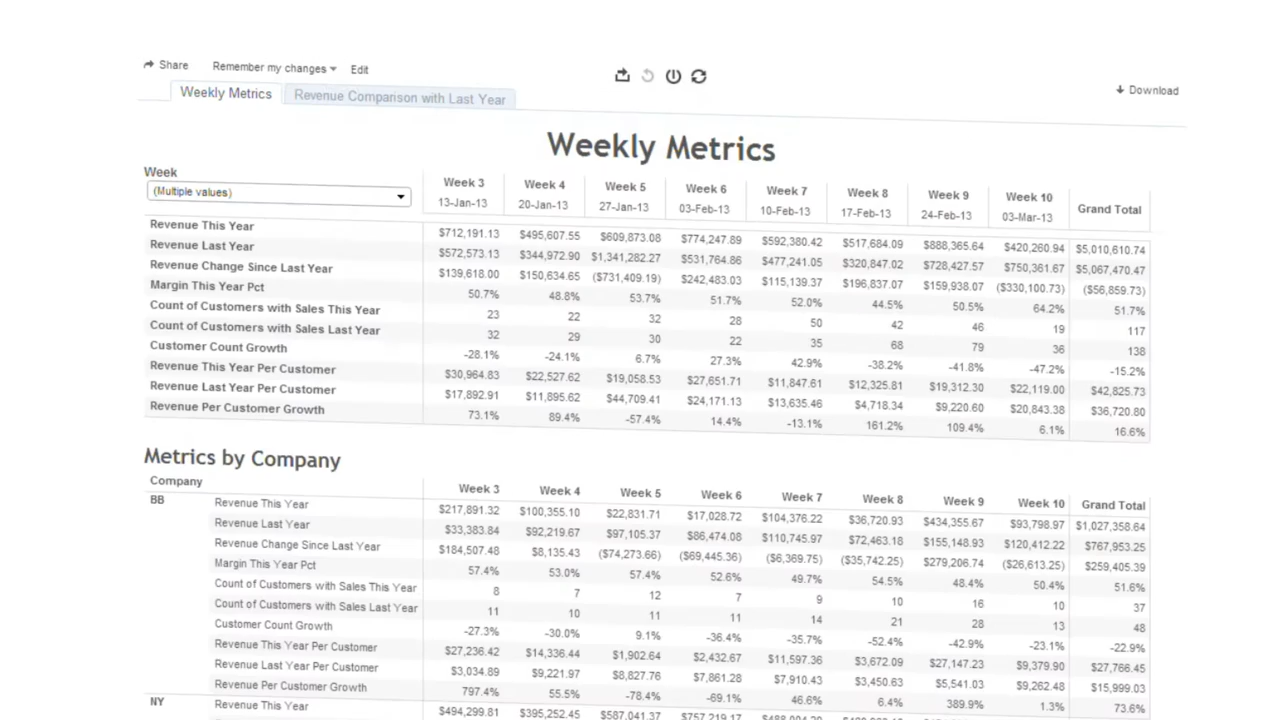 Share Remember my changes Edit Download
Weekly Metrics Revenue Comparison with Last Year
Weekly Metrics
Week
(Multiple values)
Week 3 Week 4 Week 5 Week 6 Week 7 Week 8 Week 9 Week 10 Grand Total
13-Jan-13 20-Jan-13 27-Jan-13 03-Feb-13 10-Feb-13 17-Feb-13 24-Feb-13 03-Mar-13
Revenue This Year $712,191.13 $495,607.55 $609,873.08 $774,247.89 $592,380.42 $517,684.09 $888,365.64 $420,260.94 $5,010,610.74
Revenue Last Year $572,573.13 $344,972.90 $1,341,282.27 $531,764.86 $477,241.05 $320,847.02 $728,427.57 $750,361.67 $5,067,470.47
Revenue Change Since Last Year $139,618.00 $150,634.65 ($731,409.19) $242,483.03 $115,139.37 $196,837.07 $159,938.07 ($330,100.73) ($56,859.73)
Margin This Year Pct 50.7% 48.8% 53.7% 51.7% 52.0% 44.5% 50.5% 64.2% 51.7%
Count of Customers with Sales This Year 23 22 32 28 50 42 46 19 117
Count of Customers with Sales Last Year 32 29 30 22 35 68 79 36 138
Customer Count Growth -28.1% -24.1% 6.7% 27.3% 42.9% -38.2% -41.8% -47.2% -15.2%
Revenue This Year Per Customer $30,964.83 $22,527.62 $19,058.53 $27,651.71 $11,847.61 $12,325.81 $19,312.30 $22,119.00 $42,825.73
Revenue Last Year Per Customer $17,892.91 $11,895.62 $44,709.41 $24,171.13 $13,635.46 $4,718.34 $9,220.60 $20,843.38 $36,720.80
Revenue Per Customer Growth 73.1% 89.4% -57.4% 14.4% -13.1% 161.2% 109.4% 6.1% 16.6%
Metrics by Company
Company Week 3 Week 4 Week 5 Week 6 Week 7 Week 8 Week 9 Week 10 Grand Total
BB Revenue This Year $217,891.32 $100,355.10 $22,831.71 $17,028.72 $104,376.22 $36,720.93 $434,355.67 $93,798.97 $1,027,358.64
Revenue Last Year $33,383.84 $92,219.67 $97,105.37 $86,474.08 $110,745.97 $72,463.18 $155,148.93 $120,412.22 $767,953.25
Revenue Change Since Last Year $184,507.48 $8,135.43 ($74,273.66) ($69,445.36) ($6,369.75) ($35,742.25) $279,206.74 ($26,613.25) $259,405.39
Margin This Year Pct 57.4% 53.0% 57.4% 52.6% 49.7% 54.5% 48.4% 50.4% 51.6%
Count of Customers with Sales This Year 8 7 12 7 9 10 16 10 37
Count of Customers with Sales Last Year 11 10 11 11 14 21 28 13 48
Customer Count Growth -27.3% -30.0% 9.1% -36.4% -35.7% -52.4% -42.9% -23.1% -22.9%
Revenue This Year Per Customer $27,236.42 $14,336.44 $1,902.64 $2,432.67 $11,597.36 $3,672.09 $27,147.23 $9,379.90 $27,766.45
Revenue Last Year Per Customer $3,034.89 $9,221.97 $8,827.76 $7,861.28 $7,910.43 $3,450.63 $5,541.03 $9,262.48 $15,999.03
Revenue Per Customer Growth 797.4% 55.5% -78.4% -69.1% 46.6% 6.4% 389.9% 1.3% 73.6%
NY Revenue This Year $494,299.81 $395,252.45 $587,041.37 $757,219.17